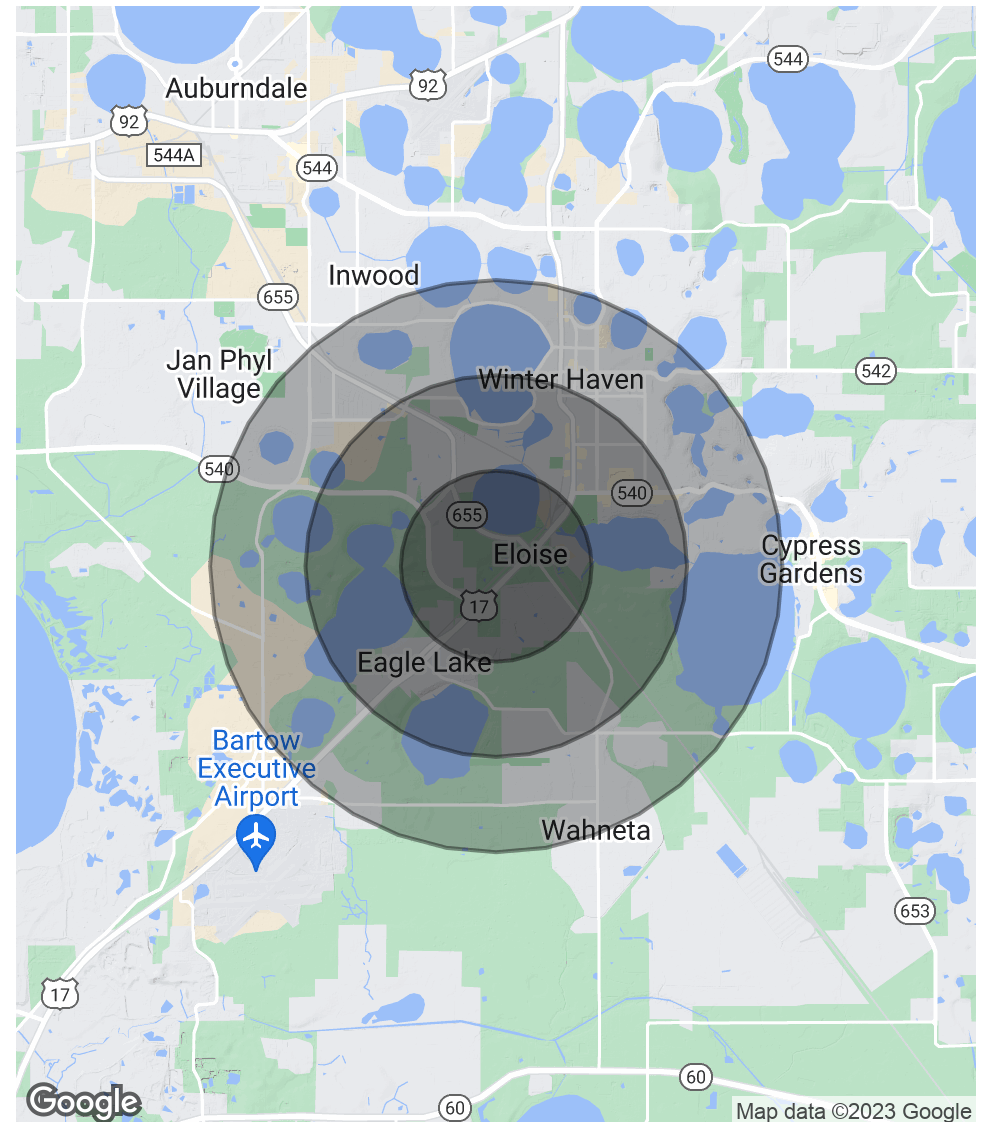 544
92
Auburndale
92
544A
544
Inwood
655
Jan Phyl
Village
Winter Haven
542
540
540
655
Eloise
Cypress
Gardens
17
Eagle Lake
Bartow
Executive
Airport
Wahneta
653
17
60
60
Google
Map data ©2023 Google